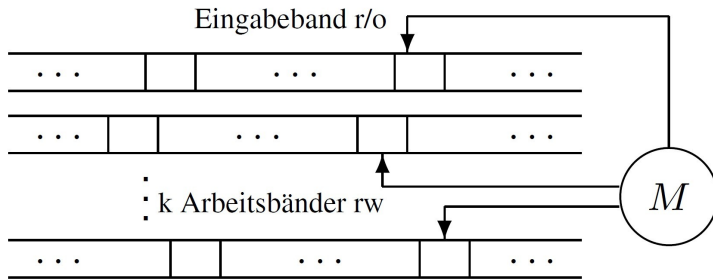 Eingabeband r/o
··· ··· ···
··· ··· ···
k Arbeitsbänder rw
M
··· ··· ···